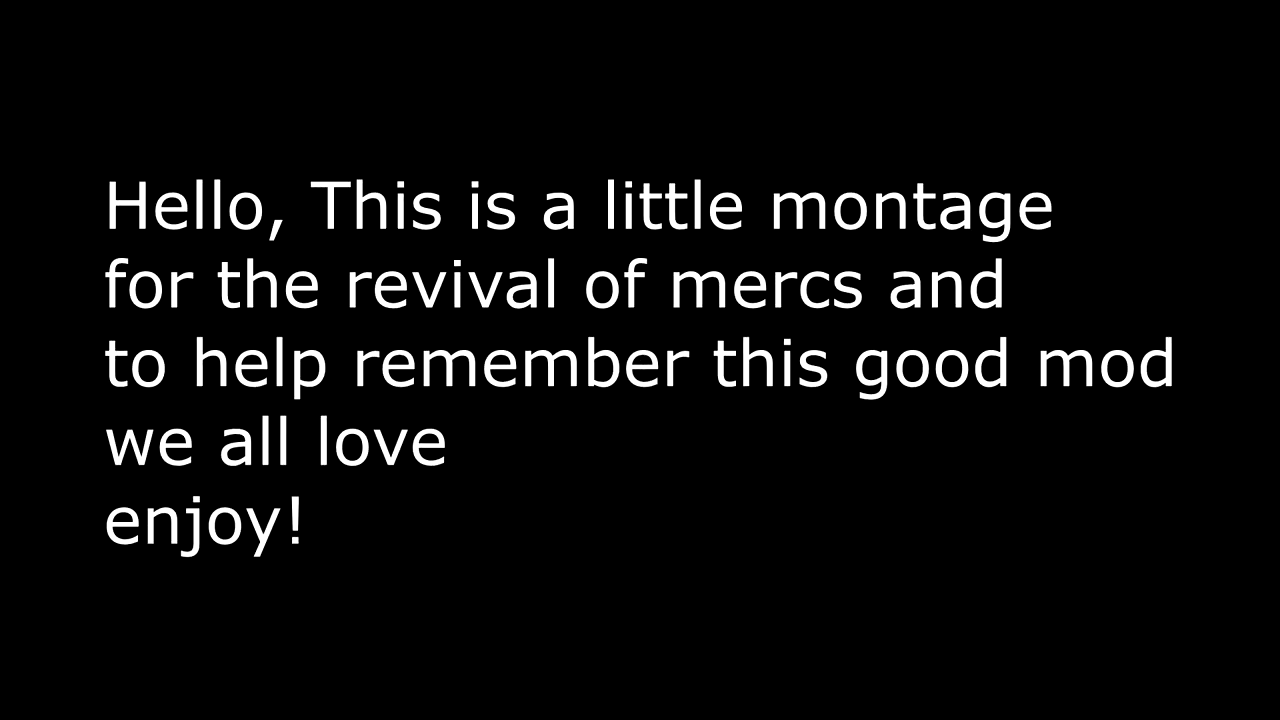 Hello, This is a little montage
for the revival of mercs and
to help remember this good mod
we all love
enjoy!